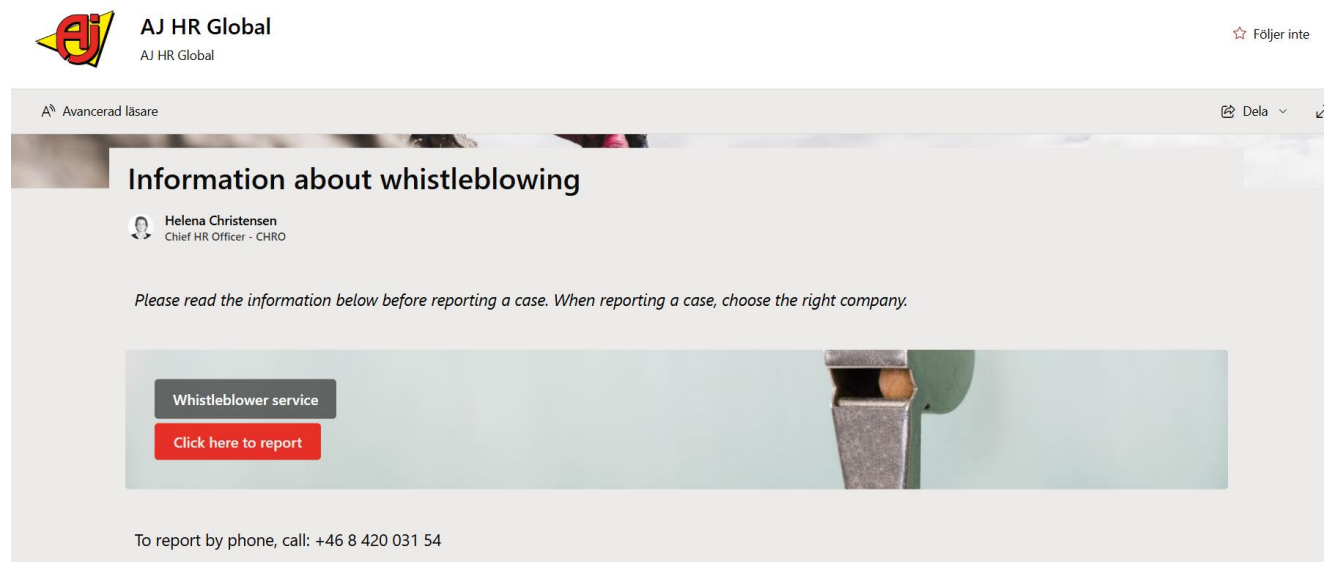 Aj
AJ HR Global
AJ HR Global
Följer inte
Avancerad läsare
Dela
Information about whistleblowing
Helena Christensen
Chief HR Officer - CHRO
Please read the information below before reporting a case. When reporting a case, choose the right company.
Whistleblower service
Click here to report
To report by phone, call: +46 8 420 031 54